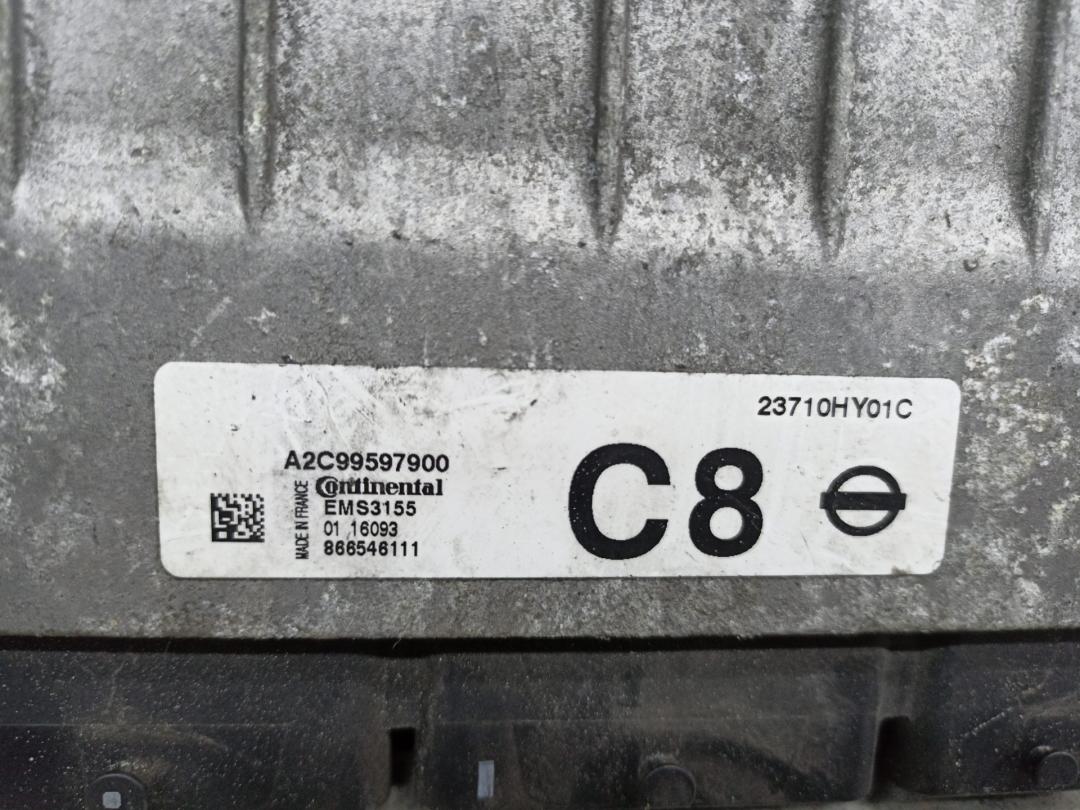 23710HY01C
A2C99597900
MADE IN FRANCE
Continental
EMS3155
01 16093
866546111
C8